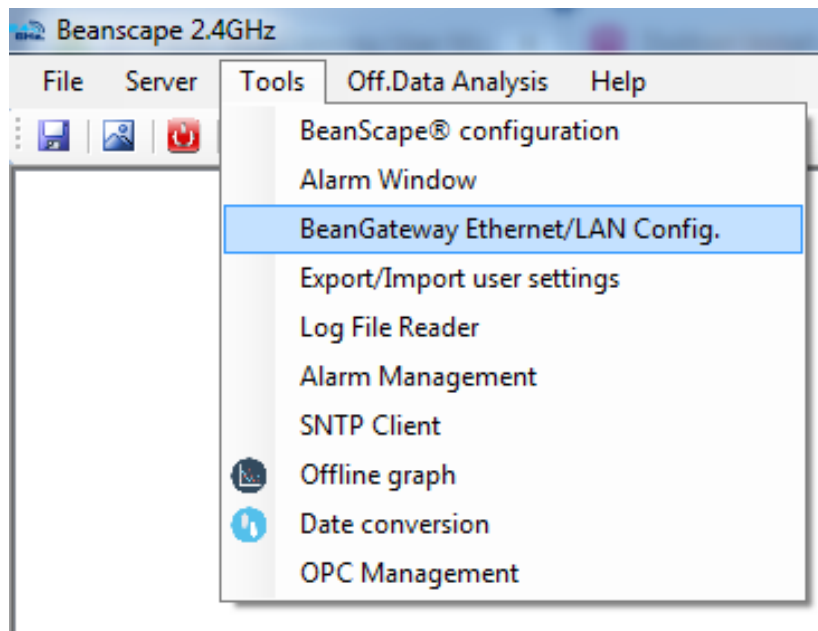 Beanscape 2.4GHz
File Server Tools Off.Data Analysis Help
BeanScape® configuration
Alarm Window
BeanGateway Ethernet/LAN Config.
Export/Import user settings
Log File Reader
Alarm Management
SNTP Client
Offline graph
Date conversion
OPC Management